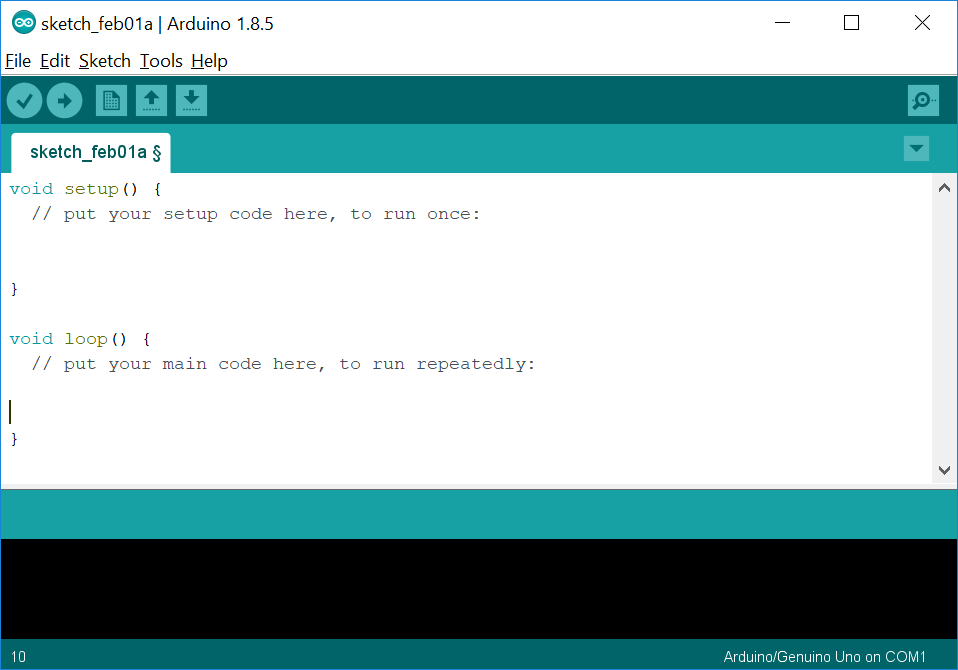 sketch_feb01a | Arduino 1.8.5
File Edit Sketch Tools Help
sketch_feb01a §
void setup() {
  // put your setup code here, to run once:
}
void loop() {
  // put your main code here, to run repeatedly:
}
10 Arduino/Genuino Uno on COM1